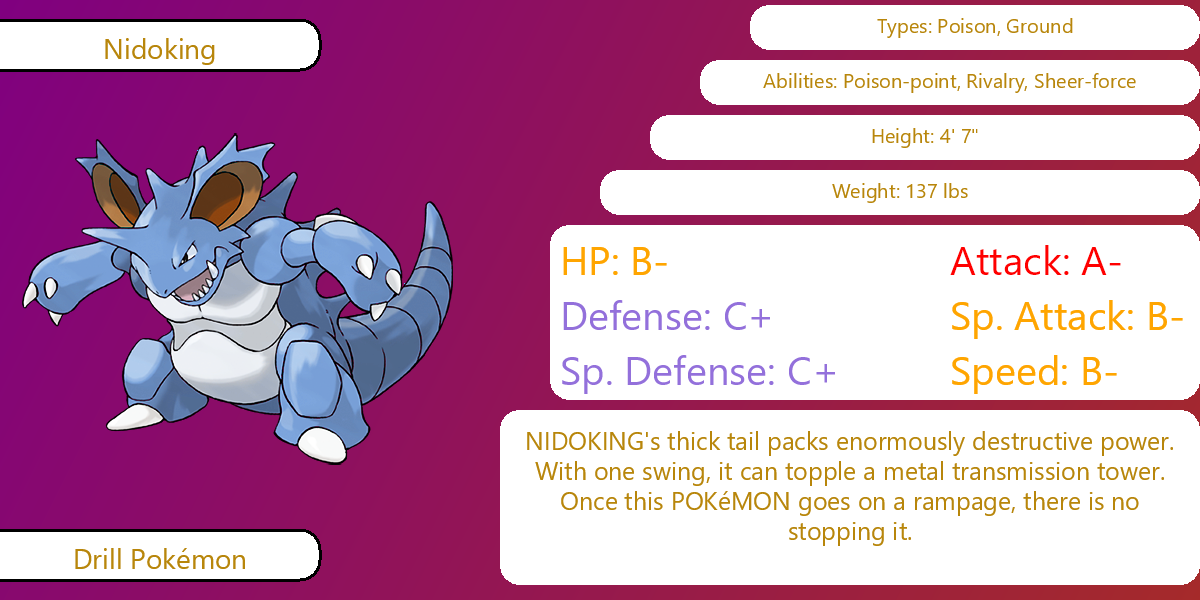 Nidoking
Types: Poison, Ground
Abilities: Poison-point, Rivalry, Sheer-force
Height: 4' 7"
Weight: 137 lbs
HP: B-
Attack: A-
Defense: C+
Sp. Attack: B-
Sp. Defense: C+
Speed: B-
NIDOKING's thick tail packs enormously destructive power.
With one swing, it can topple a metal transmission tower.
Once this POKéMON goes on a rampage, there is no
stopping it.
Drill Pokémon